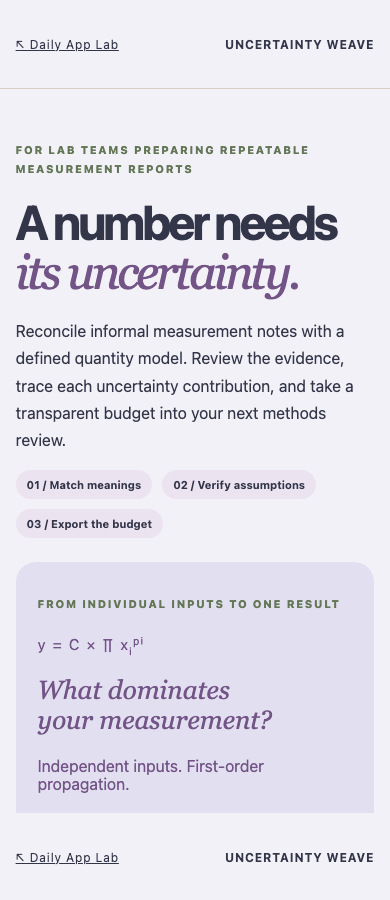 ↖ Daily App Lab
UNCERTAINTY WEAVE
FOR LAB TEAMS PREPARING REPEATABLE
MEASUREMENT REPORTS
A number needs
its uncertainty.
Reconcile informal measurement notes with a
defined quantity model. Review the evidence,
trace each uncertainty contribution, and take a
transparent budget into your next methods
review.
01 / Match meanings
02 / Verify assumptions
03 / Export the budget
FROM INDIVIDUAL INPUTS TO ONE RESULT
y = C × ∏ xᵢᵖⁱ
What dominates
your measurement?
Independent inputs. First-order
propagation.
↖ Daily App Lab
UNCERTAINTY WEAVE